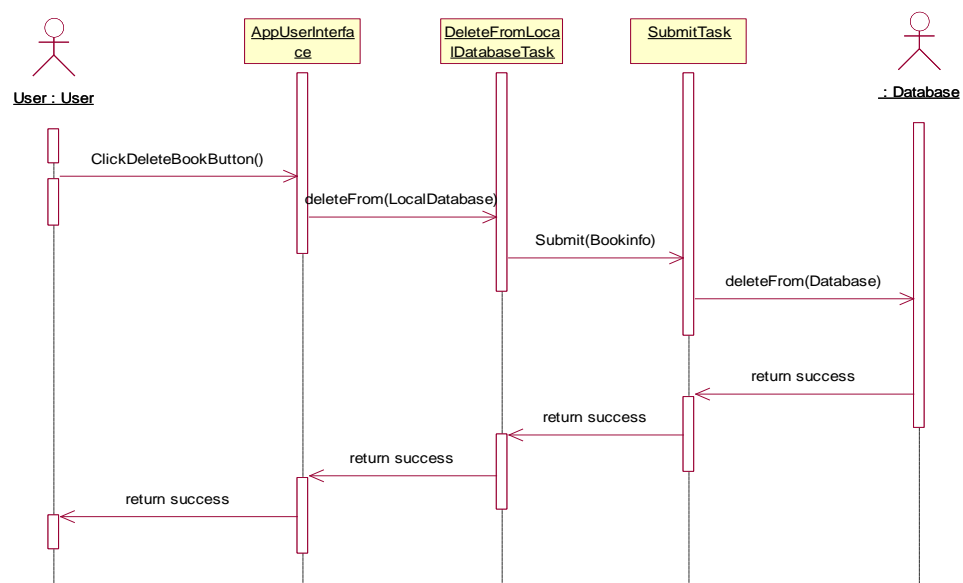 AppUserInterfa
ce
DeleteFromLoca
lDatabaseTask
SubmitTask
User : User
: Database
ClickDeleteBookButton()
deleteFrom(LocalDatabase)
Submit(Bookinfo)
deleteFrom(Database)
return success
return success
return success
return success